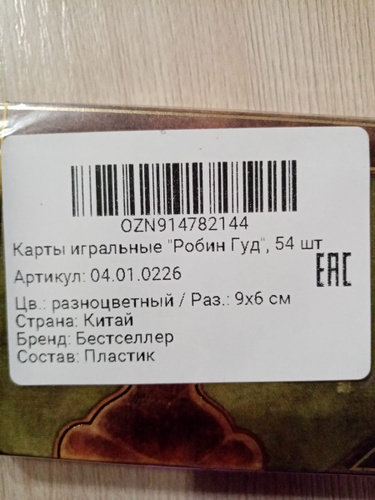 OZN914782144
Карты игральные "Робин Гуд", 54 шт
Артикул: 04.01.0226
EAC
Цв.: разноцветный / Раз.: 9х6 см
Страна: Китай
Бренд: Бестселлер
Состав: Пластик